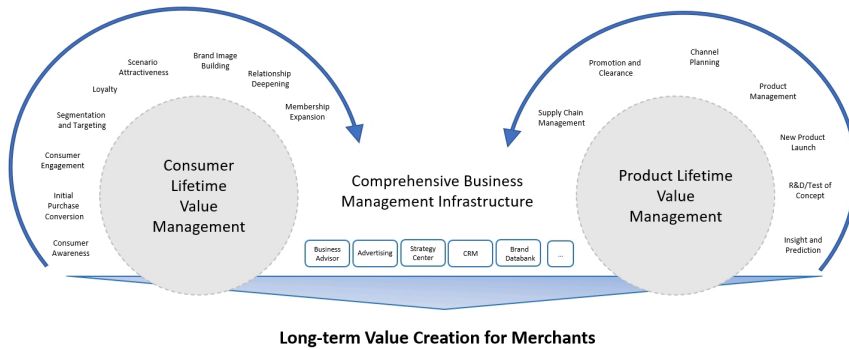 Brand Image
Building
Scenario
Attractiveness
Relationship
Deepening
Loyalty
Membership
Expansion
Segmentation
and Targeting
Consumer
Engagement
Initial
Purchase
Conversion
Consumer
Awareness
Consumer
Lifetime
Value
Management
Comprehensive Business
Management Infrastructure
Business
Advisor
Advertising
Strategy
Center
CRM
Brand
Databank
...
Channel
Planning
Promotion and
Clearance
Product
Management
Supply Chain
Management
New Product
Launch
R&D/Test of
Concept
Insight and
Prediction
Product Lifetime
Value
Management
Long-term Value Creation for Merchants